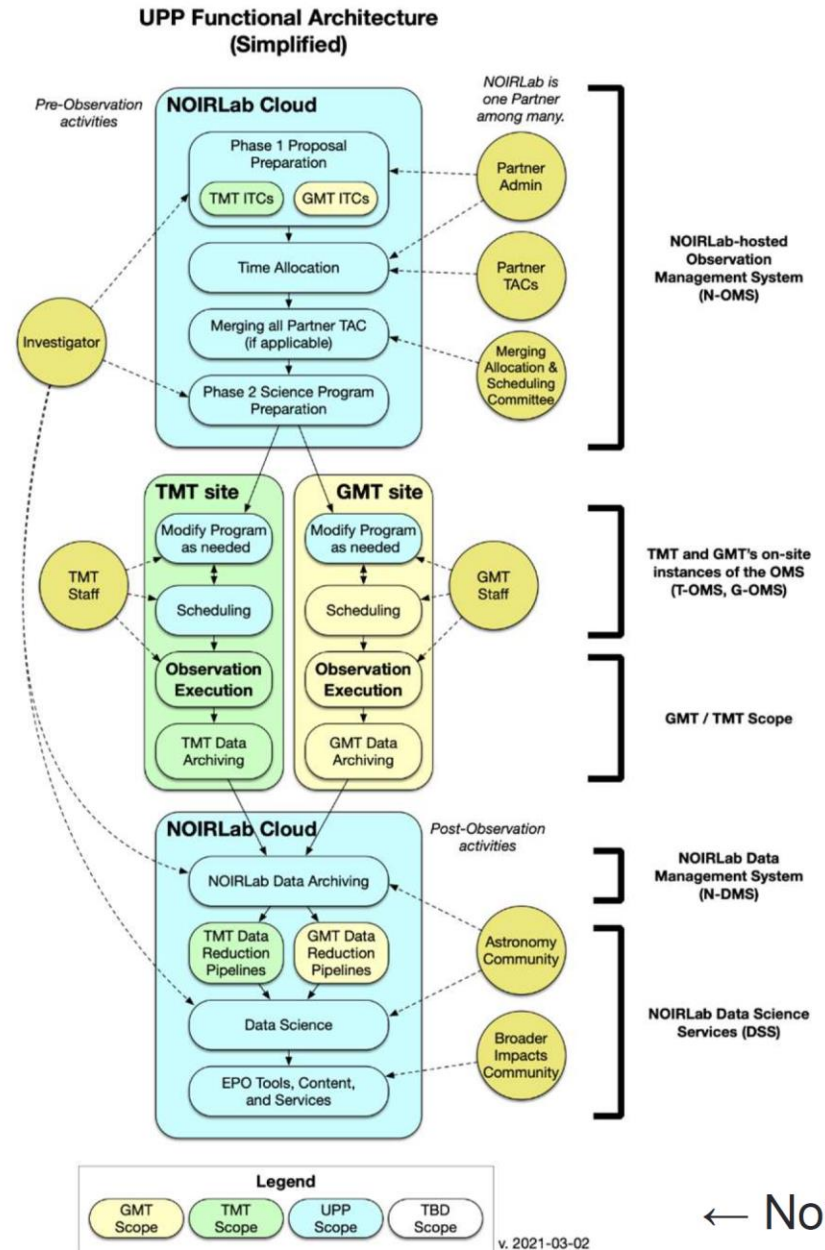 UPP Functional Architecture
(Simplified)
Pre-Observation
activities
NOIRLab Cloud
NOIRLab is
one Partner
among many.
Phase 1 Proposal
Preparation
TMT ITCs
GMT ITCs
Partner
Admin
Time Allocation
Partner
TACs
NOIRLab-hosted
Observation
Management System
(N-OMS)
Investigator
Merging all Partner TAC
(if applicable)
Merging
Allocation &
Scheduling
Committee
Phase 2 Science Program
Preparation
TMT site
GMT site
Modify Program
as needed
Modify Program
as needed
TMT
Staff
GMT
Staff
TMT and GMT's on-site
instances of the OMS
(T-OMS, G-OMS)
Scheduling
Scheduling
Observation
Execution
Observation
Execution
GMT / TMT Scope
TMT Data
Archiving
GMT Data
Archiving
NOIRLab Cloud
Post-Observation
activities
NOIRLab Data Archiving
NOIRLab Data
Management System
(N-DMS)
TMT Data
Reduction
Pipelines
GMT Data
Reduction
Pipelines
Astronomy
Community
Data Science
NOIRLab Data Science
Services (DSS)
Broader
Impacts
Community
EPO Tools, Content,
and Services
Legend
GMT
Scope
TMT
Scope
UPP
Scope
TBD
Scope
v. 2021-03-02
← No